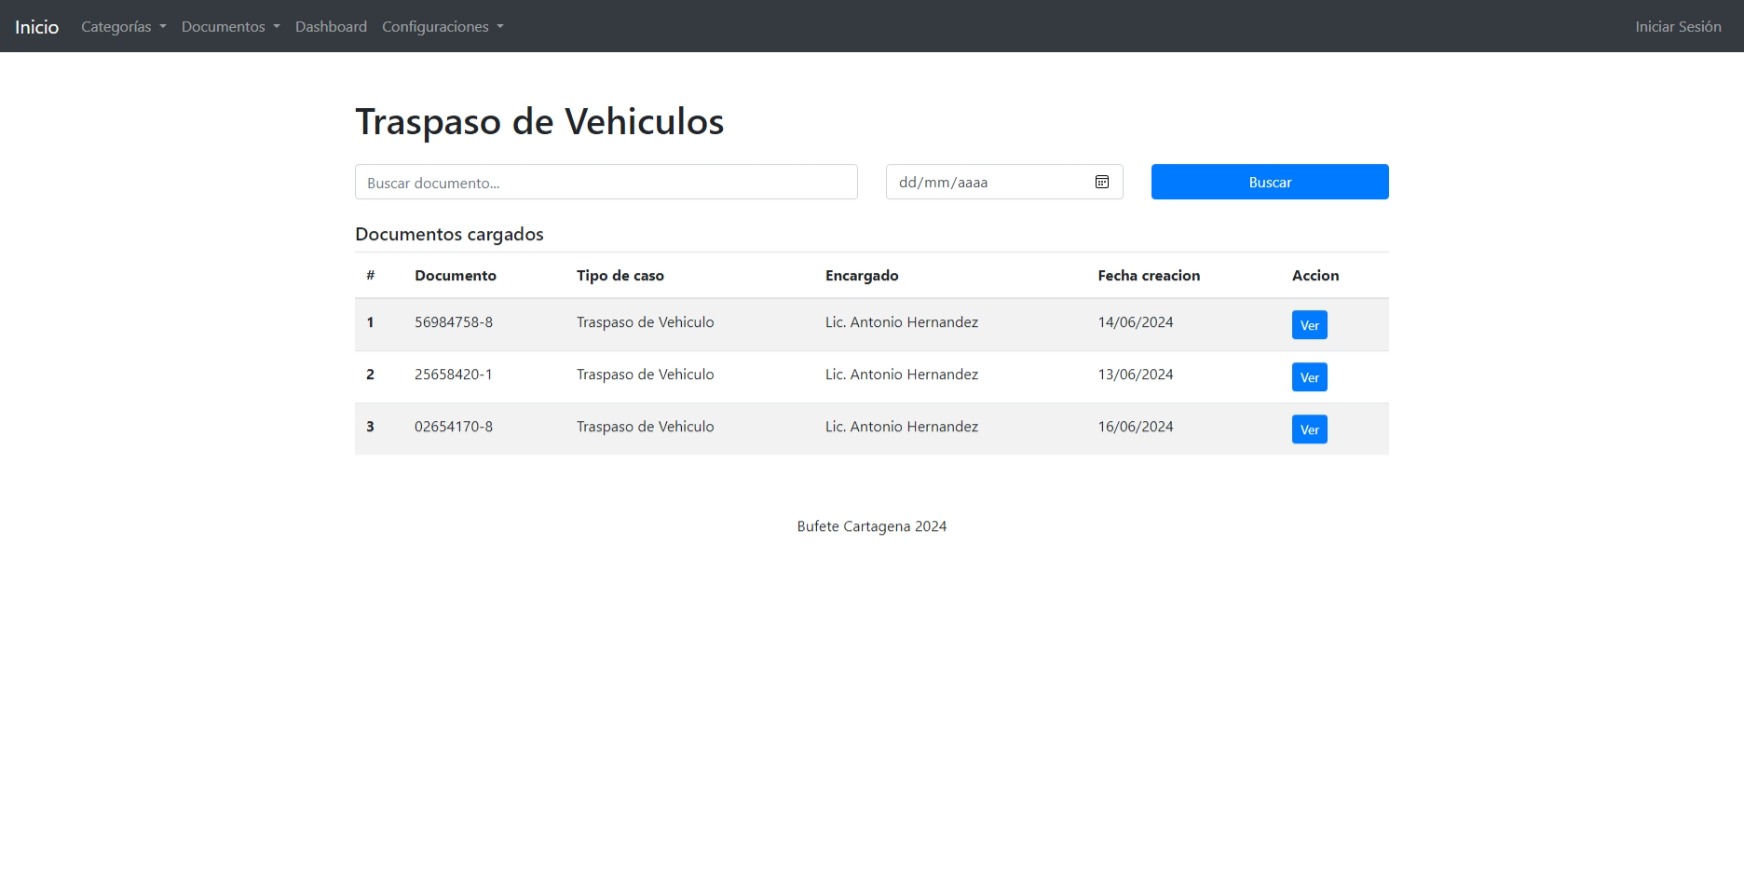 Inicio Categorías Documentos Dashboard Configuraciones Iniciar Sesión
Traspaso de Vehiculos
Buscar documento... dd/mm/aaaa Buscar
Documentos cargados
# Documento Tipo de caso Encargado Fecha creacion Accion
1 56984758-8 Traspaso de Vehiculo Lic. Antonio Hernandez 14/06/2024 Ver
2 25658420-1 Traspaso de Vehiculo Lic. Antonio Hernandez 13/06/2024 Ver
3 02654170-8 Traspaso de Vehiculo Lic. Antonio Hernandez 16/06/2024 Ver
Bufete Cartagena 2024